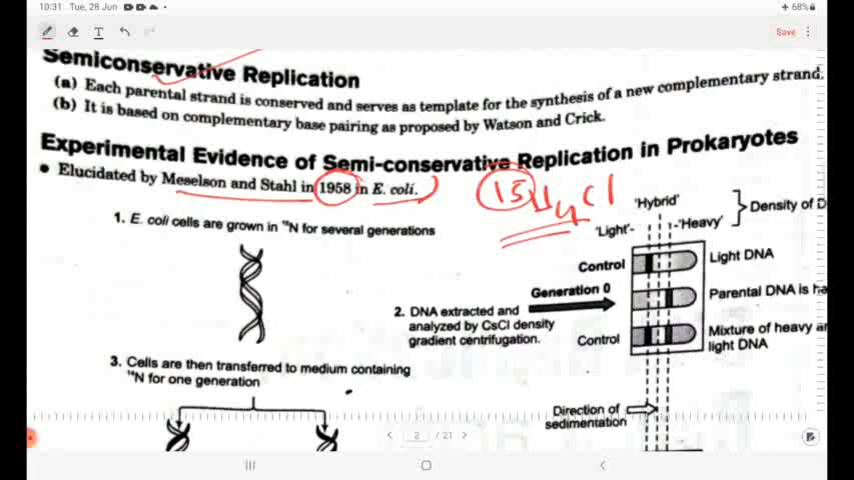 10:31 Tue, 28 Jun
68%
Save
Semiconservative Replication
(a) Each parental strand is conserved and serves as template for the synthesis of a new complementary strand.
(b) It is based on complementary base pairing as proposed by Watson and Crick.
Experimental Evidence of Semi-conservative Replication in Prokaryotes
• Elucidated by Meselson and Stahl in 1958 in E. coli.
15
Cl
'Hybrid'
'Light'- -'Heavy'
Density of D
1. E. coli cells are grown in ¹⁵N for several generations
Control
Light DNA
Generation 0
Parental DNA is hea
2. DNA extracted and
analyzed by CsCl density
gradient centrifugation.
Control
Mixture of heavy an
light DNA
3. Cells are then transferred to medium containing
¹⁴N for one generation
Direction of
sedimentation
2 / 21